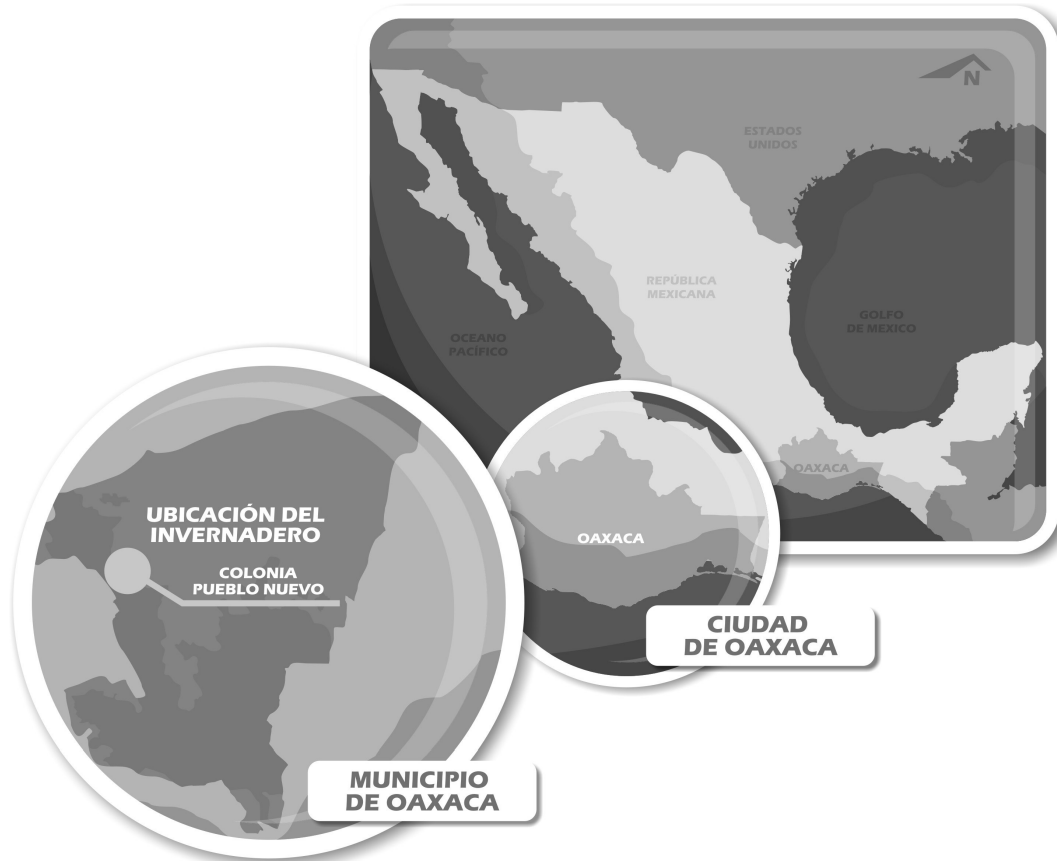 N
ESTADOS
UNIDOS
REPÚBLICA
MEXICANA
GOLFO
DE MEXICO
OCEANO
PACÍFICO
OAXACA
OAXACA
CIUDAD
DE OAXACA
UBICACIÓN DEL
INVERNADERO
COLONIA
PUEBLO NUEVO
MUNICIPIO
DE OAXACA